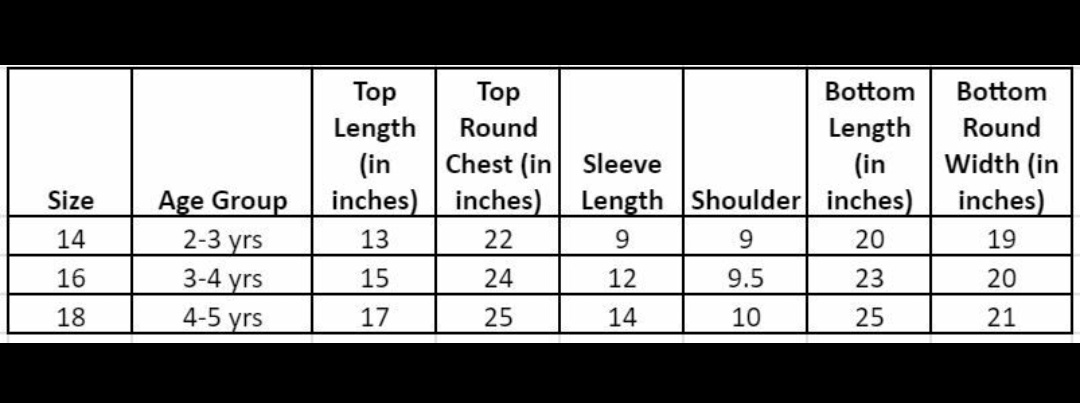 Size Age Group Top Length (in inches) Top Round Chest (in inches) Sleeve Length Shoulder Bottom Length (in inches) Bottom Round Width (in inches)
14 2-3 yrs 13 22 9 9 20 19
16 3-4 yrs 15 24 12 9.5 23 20
18 4-5 yrs 17 25 14 10 25 21